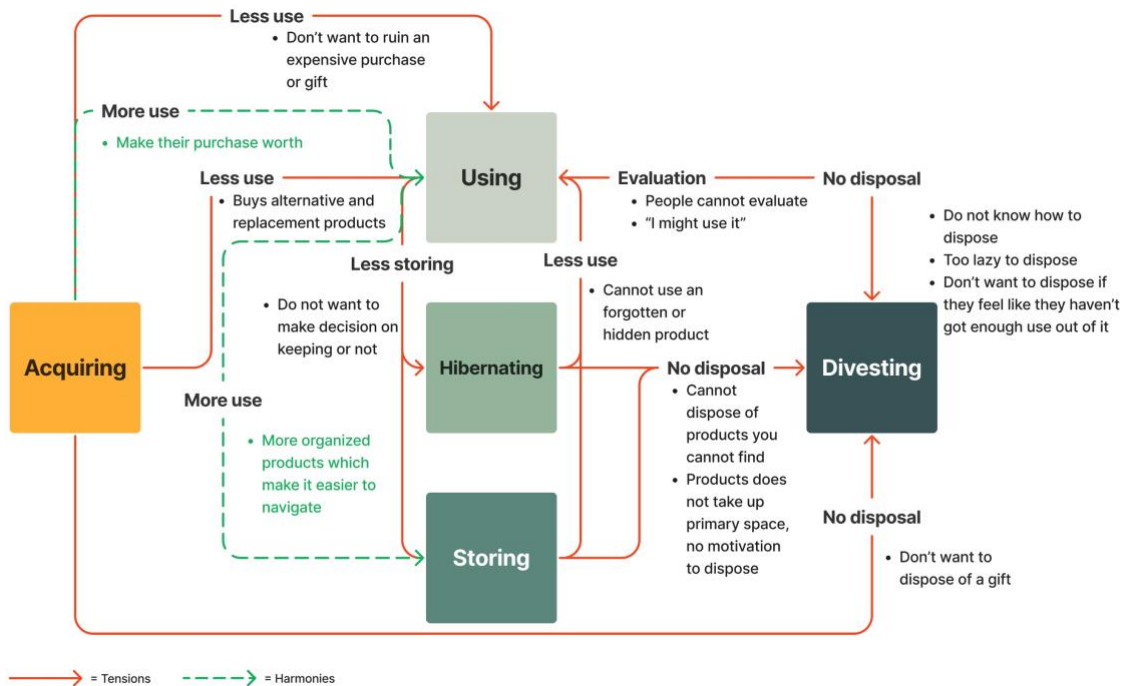 Less use
• Don’t want to ruin an
expensive purchase
or gift
More use
• Make their purchase worth
Less use
• Buys alternative and
replacement products
Using
Evaluation
• People cannot evaluate
• “I might use it”
No disposal
• Do not know how to
dispose
• Too lazy to dispose
• Don’t want to dispose if
they feel like they haven’t
got enough use out of it
Less storing
• Do not want to
make decision on
keeping or not
Less use
• Cannot use an
forgotten or
hidden product
Acquiring
Hibernating
No disposal
• Cannot
dispose of
products you
cannot find
• Products does
not take up
primary space,
no motivation
to dispose
Divesting
More use
• More organized
products which
make it easier to
navigate
Storing
No disposal
• Don’t want to
dispose of a gift
= Tensions
= Harmonies